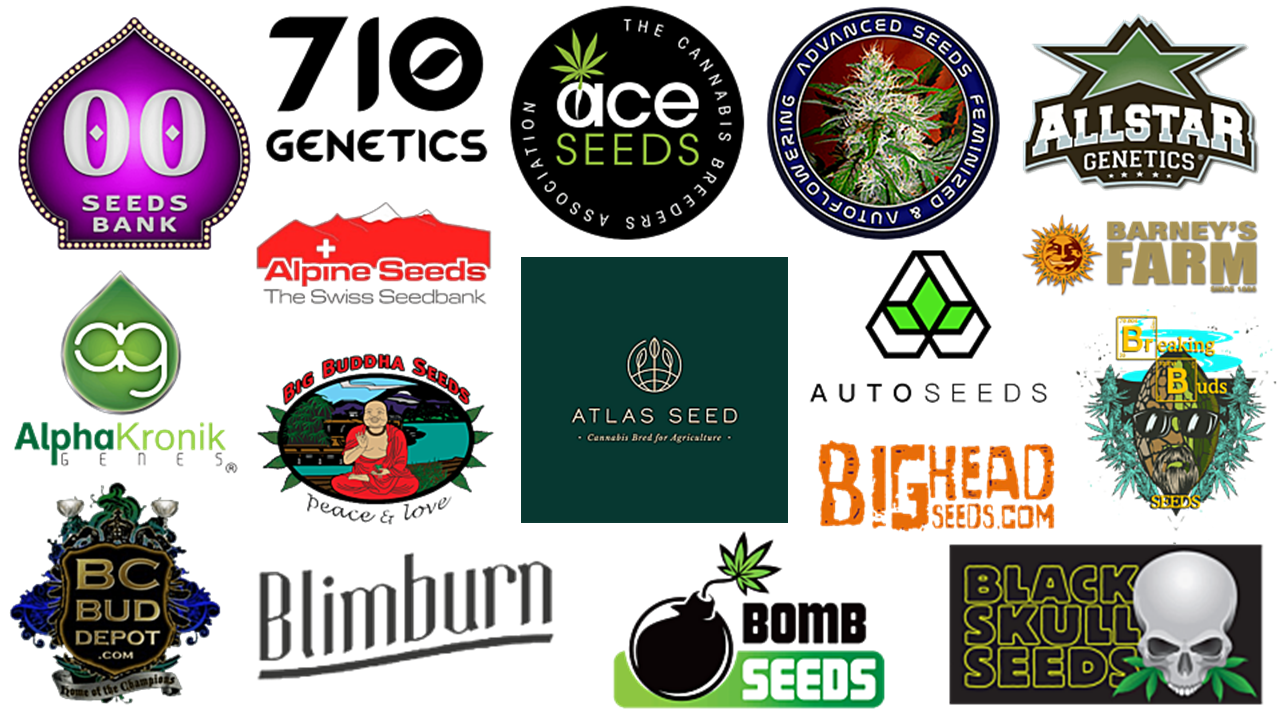 00
SEEDS
BANK
710
GENETICS
THE CANNABIS BREEDERS ASSOCIATION
ace
SEEDS
ADVANCED SEEDS
FEMINIZED & AUTOFLOWERING
ALLSTAR
GENETICS
Alpine Seeds
The Swiss Seedbank
BARNEY'S
FARM
ag
AlphaKronik
GENES®
BIG BUDDHA SEEDS
peace & love
ATLAS SEED
• Cannabis Bred for Agriculture •
AUTOSEEDS
Breaking
Buds
SEEDS
BIGHEAD
SEEDS.COM
BC
BUD
DEPOT
.COM
Home of the Champions
Blimburn
BOMB
SEEDS
BLACK
SKULL
SEEDS